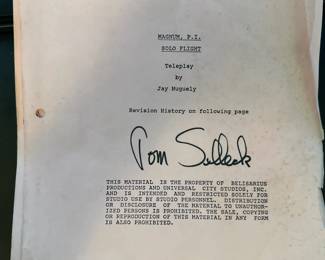 MAGNUM, P.I.
SOLO FLIGHT
Teleplay
by
Jay Huguely
Revision History on following page
Tom Selleck
THIS MATERIAL IS THE PROPERTY OF BELISARIUS
PRODUCTIONS AND UNIVERSAL CITY STUDIOS, INC.
AND IS INTENDED AND RESTRICTED SOLELY FOR
STUDIO USE BY STUDIO PERSONNEL. DISTRIBUTION
OR DISCLOSURE OF THE MATERIAL TO UNAUTHOR-
IZED PERSONS IS PROHIBITED. THE SALE, COPYING
OR REPRODUCTION OF THIS MATERIAL IN ANY FORM
IS ALSO PROHIBITED.